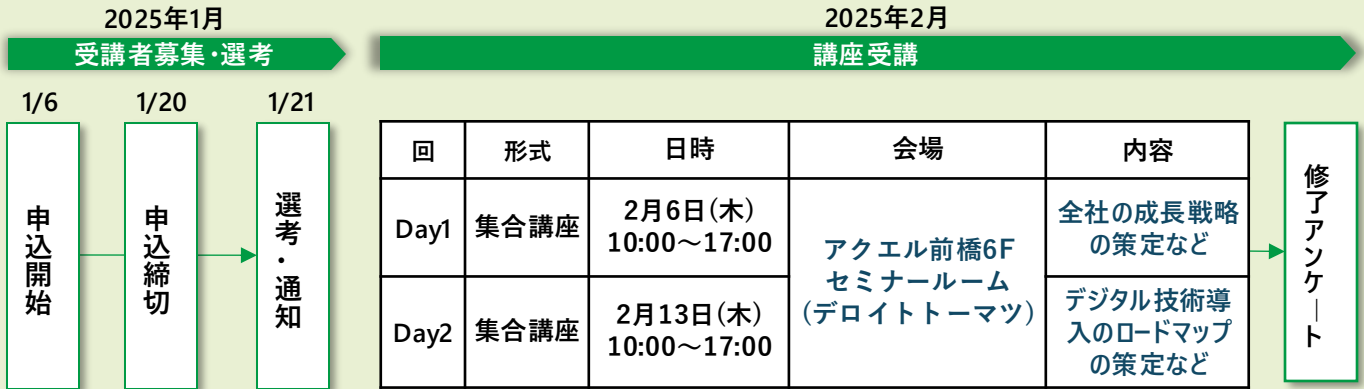 2025年1月
受講者募集・選考
1/6
1/20
1/21
申込開始
申込締切
選考・通知
2025年2月
講座受講
回 形式 日時 会場 内容
Day1 集合講座
2月6日(木)
10:00～17:00
アクエル前橋6F
セミナールーム
(デロイトトーマツ)
全社の成長戦略
の策定など
Day2 集合講座
2月13日(木)
10:00～17:00
デジタル技術導
入のロードマップ
の策定など
修了アンケート